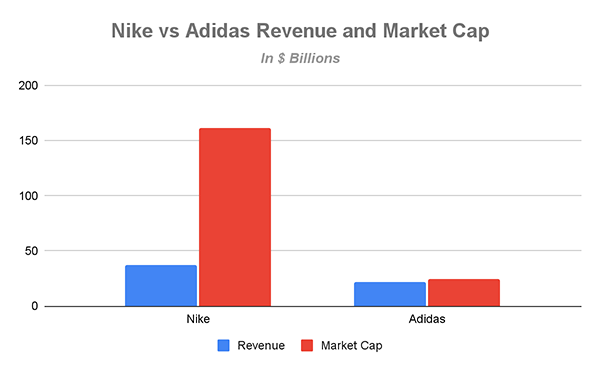 Nike vs Adidas Revenue and Market Cap
In $ Billions
200
150
100
50
0
Nike Adidas
Revenue Market Cap